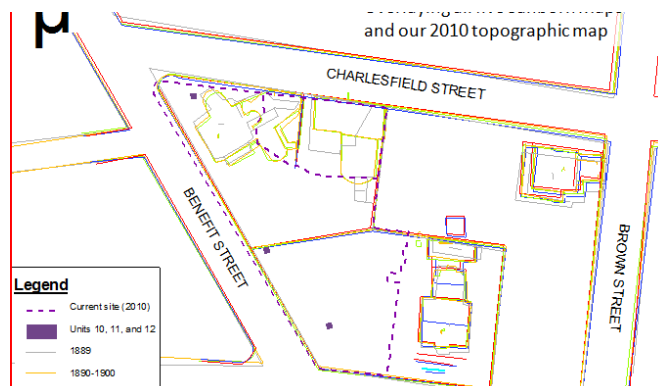 and our 2010 topographic map
CHARLESFIELD STREET
BENEFIT STREET
BROWN STREET
Legend
Current site (2010)
Units 10, 11, and 12
1889
1890-1900